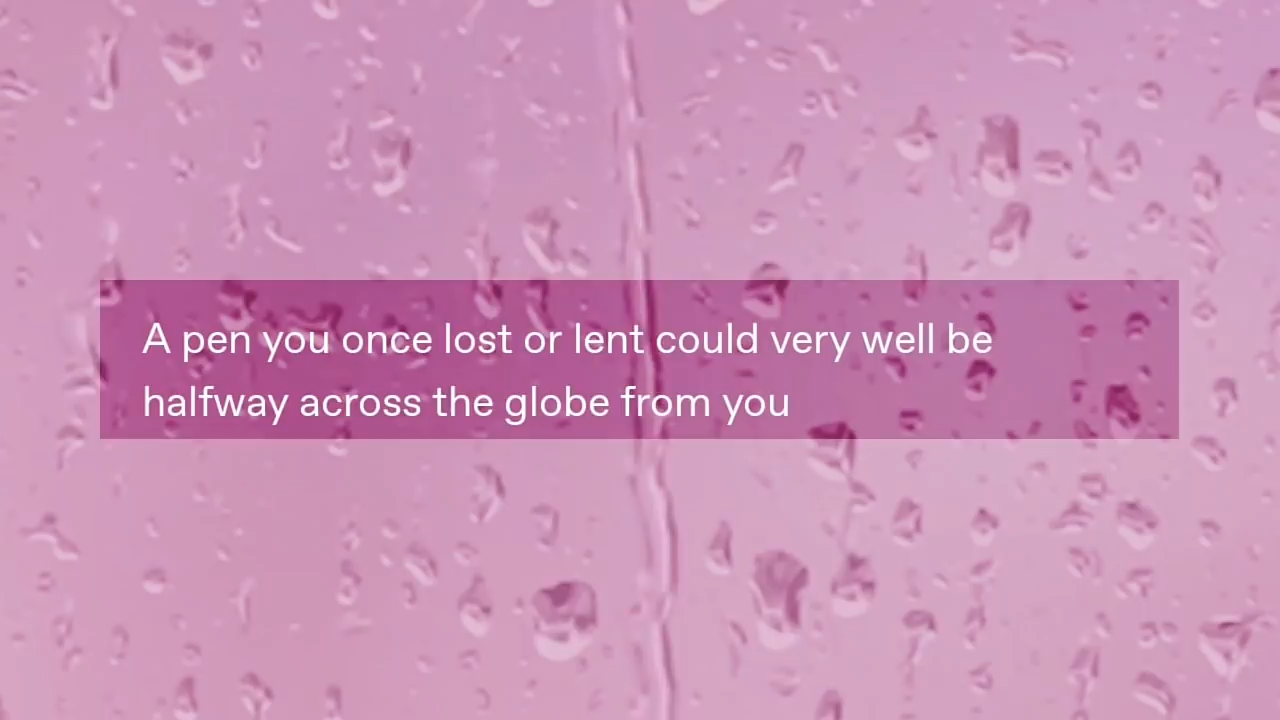 A pen you once lost or lent could very well be
halfway across the globe from you